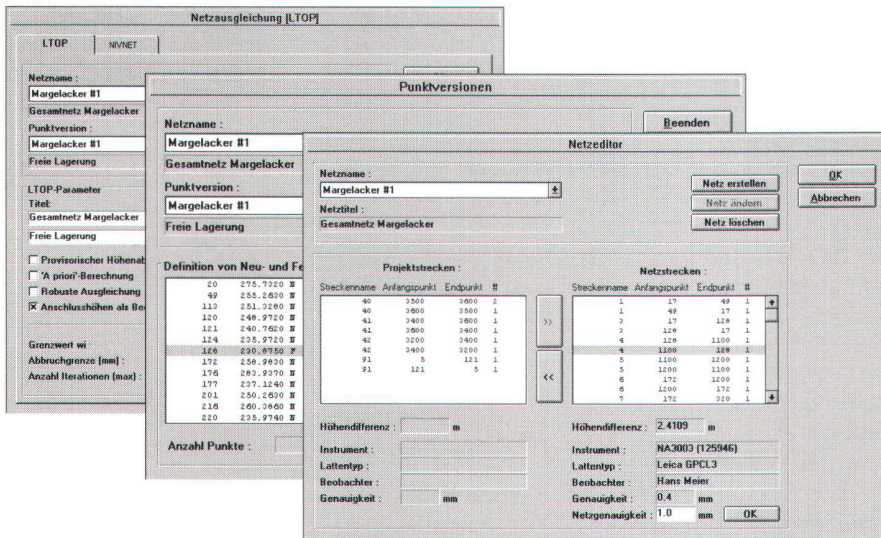 Netzausgleichung [LTOP]
LTOP
NIVNET
Netzname :
Margelacker #1
Gesamtnetz Margelacker
Punktversion :
Margelacker #1
Freie Lagerung
LTOP-Parameter
Titel:
Gesamtnetz Margelacker
Freie Lagerung
Provisorischer Höhenab
'A priori'-Berechnung
Robuste Ausgleichung
Anschlusshöhen als Be
Grenzwert wi :
Abbruchgrenze [mm] :
Anzahl Iterationen (max) :
Punktversionen
Netzname :
Margelacker #1
Gesamtnetz Margelacker
Punktversion :
Margelacker #1
Freie Lagerung
Beenden
Definition von Neu- und Fe
20 275.7320 N
49 255.2600 N
113 251.3280 N
120 248.9720 N
121 240.7620 N
124 235.9720 N
128 230.8750 F
172 258.9830 N
176 283.9370 N
177 237.1240 N
201 250.2630 N
216 260.3860 N
220 235.9740 N
Anzahl Punkte :
Netzeditor
Netzname :
Margelacker #1
Netztitel :
Gesamtnetz Margelacker
Netz erstellen
Netz ändern
Netz löschen
OK
Abbrechen
Projektstrecken :
Streckenname Anfangspunkt Endpunkt #
40 3500 3600 2
40 3600 3500 1
41 3400 3600 1
41 3600 3400 1
42 3200 3400 1
42 3400 3200 1
91 5 121 1
91 121 5 1
>>
<<
Netzstrecken :
Streckenname Anfangspunkt Endpunkt #
1 17 49 1
1 49 17 1
3 17 128 1
3 128 17 1
4 128 1100 1
4 1100 128 1
5 1100 1200 1
5 1200 1100 1
6 172 1200 1
6 1200 172 1
7 172 320 1
Höhendifferenz : m
Instrument :
Lattentyp :
Beobachter :
Genauigkeit : mm
Höhendifferenz : 2.4109 m
Instrument : NA3003 (125946)
Lattentyp : Leica GPCL3
Beobachter : Hans Meier
Genauigkeit : 0.4 mm
Netzgenauigkeit : 1.0 mm OK